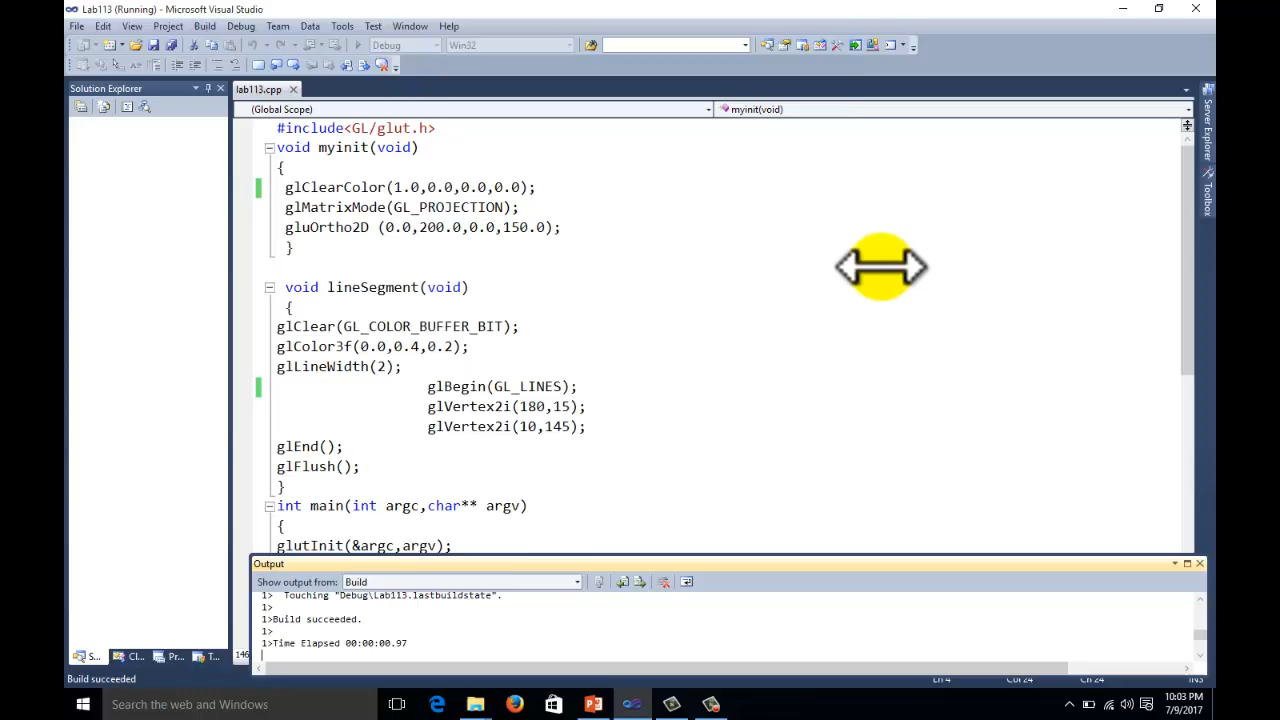 Lab113 (Running) - Microsoft Visual Studio
File Edit View Project Build Debug Team Data Tools Test Window Help
Debug Win32
Solution Explorer
lab113.cpp
(Global Scope) myinit(void)
#include<GL/glut.h>
void myinit(void)
{
glClearColor(1.0,0.0,0.0,0.0);
glMatrixMode(GL_PROJECTION);
gluOrtho2D (0.0,200.0,0.0,150.0);
}
void lineSegment(void)
{
glClear(GL_COLOR_BUFFER_BIT);
glColor3f(0.0,0.4,0.2);
glLineWidth(2);
glBegin(GL_LINES);
glVertex2i(180,15);
glVertex2i(10,145);
glEnd();
glFlush();
}
int main(int argc,char** argv)
{
glutInit(&argc,argv);
Server Explorer
Toolbox
Output
Show output from: Build
1> Touching "Debug\Lab113.lastbuildstate".
1>
1>Build succeeded.
1>
1>Time Elapsed 00:00:00.97
S... Cl... Pr... T... 146
Build succeeded Ln 4 Col 24 Ch 24 INS
Search the web and Windows
10:03 PM
7/9/2017